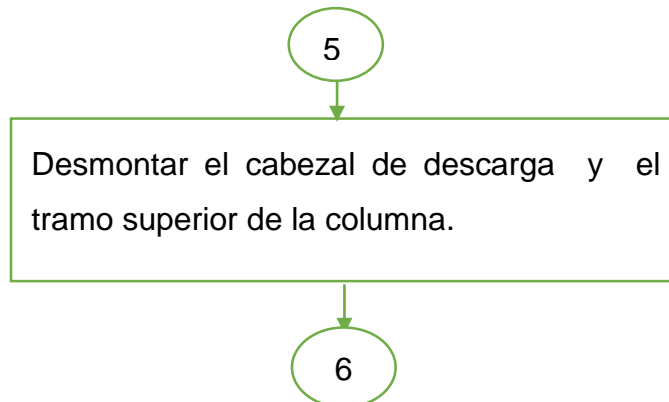 5
Desmontar el cabezal de descarga y el
tramo superior de la columna.
6